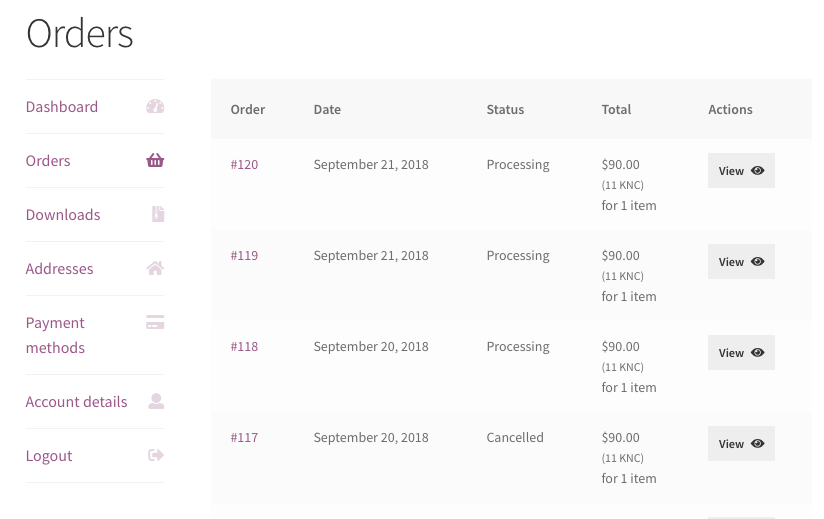 Orders
Dashboard
Orders
Downloads
Addresses
Payment
methods
Account details
Logout
Order Date Status Total Actions
#120 September 21, 2018 Processing $90.00 View
(11 KNC)
for 1 item
#119 September 21, 2018 Processing $90.00 View
(11 KNC)
for 1 item
#118 September 20, 2018 Processing $90.00 View
(11 KNC)
for 1 item
#117 September 20, 2018 Cancelled $90.00 View
(11 KNC)
for 1 item